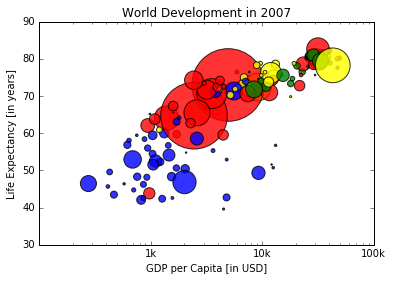 World Development in 2007
Life Expectancy [in years]
90
80
70
60
50
40
30
1k
10k
100k
GDP per Capita [in USD]